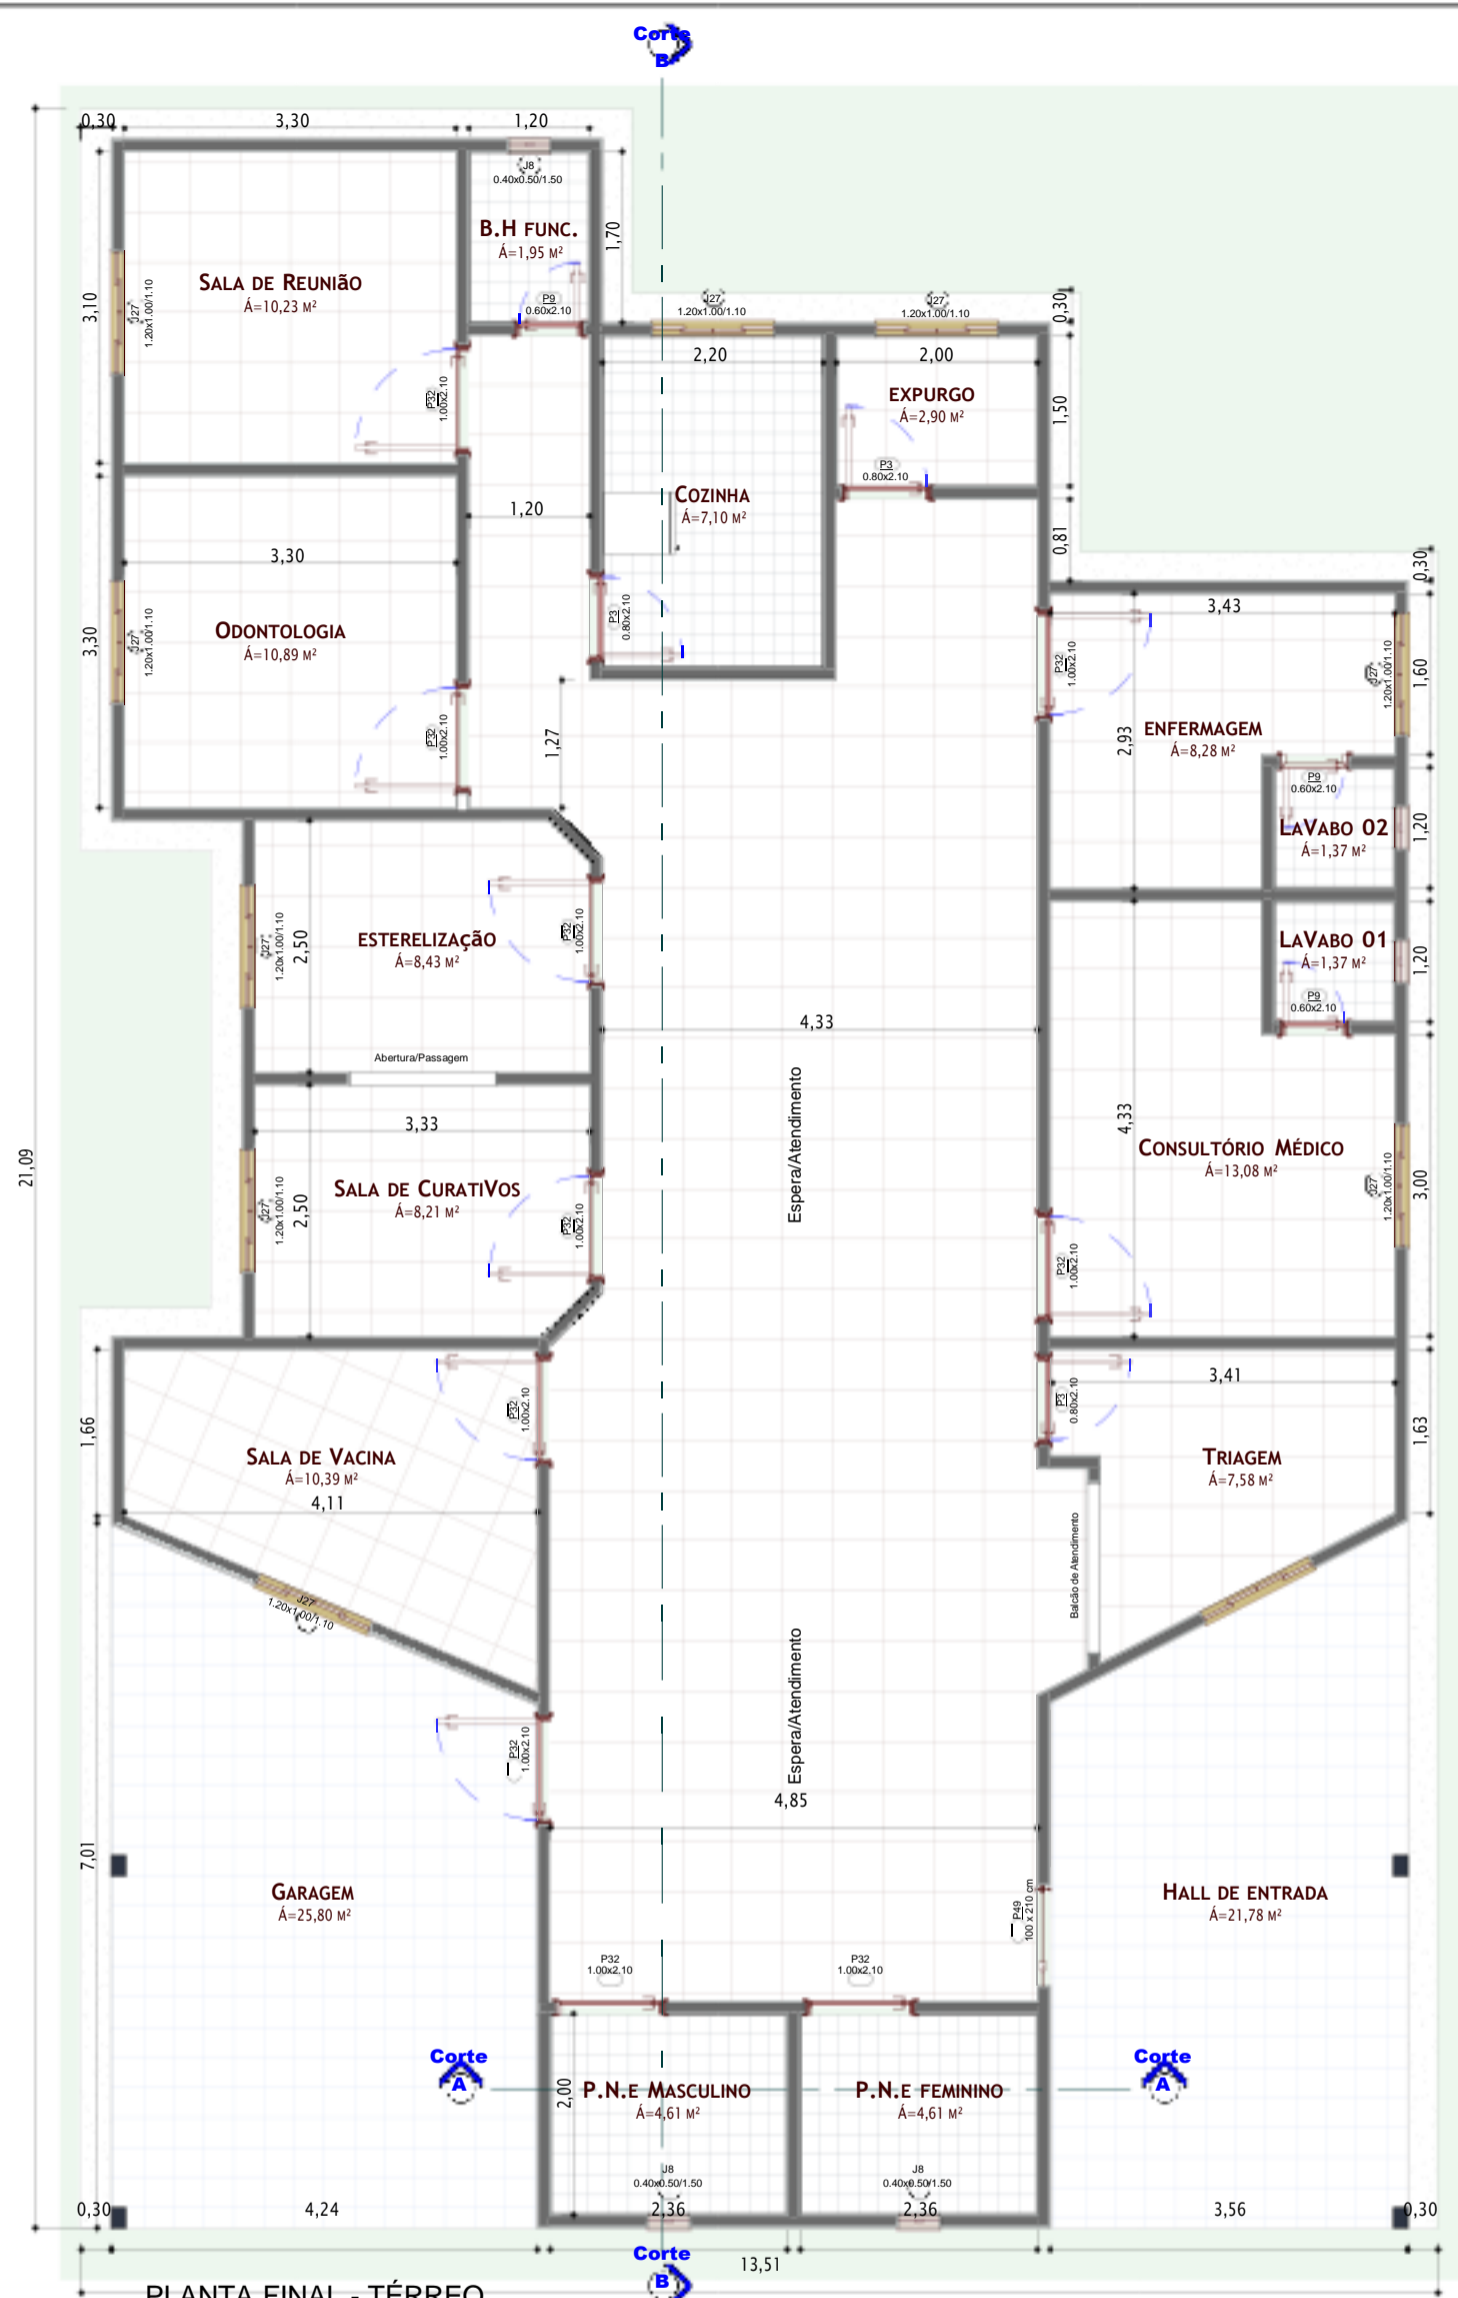 Corte
B
0,30
3,30
1,20
J8
0.40x0.50/1.50
B.H FUNC.
Á=1,95 M²
1,70
P9
0.60x2.10
SALA DE REUNIãO
Á=10,23 M²
3,10
J27
1.20x1.00/1.10
P32
1.00x2.10
J27
1.20x1.00/1.10
J27
1.20x1.00/1.10
0,30
2,20
2,00
EXPURGO
Á=2,90 M²
1,50
P3
0.80x2.10
COZINHA
Á=7,10 M²
1,20
0,81
0,30
3,30
ODONTOLOGIA
Á=10,89 M²
3,30
J27
1.20x1.00/1.10
P3
0.80x2.10
P32
1.00x2.10
1,27
3,43
P32
1.00x2.10
J27
1.20x1.00/1.10
1,60
ENFERMAGEM
Á=8,28 M²
2,93
P9
0.60x2.10
LAVABO 02
Á=1,37 M²
1,20
ESTERELIZAÇãO
Á=8,43 M²
J27
1.20x1.00/1.10
2,50
P32
1.00x2.10
LAVABO 01
Á=1,37 M²
1,20
P9
0.60x2.10
4,33
Abertura/Passagem
Espera/Atendimento
3,33
4,33
CONSULTÓRIO MÉDICO
Á=13,08 M²
J27
1.20x1.00/1.10
3,00
21,09
SALA DE CURATIVOS
Á=8,21 M²
J27
1.20x1.00/1.10
2,50
P32
1.00x2.10
P32
1.00x2.10
3,41
P3
0.80x2.10
P32
1.00x2.10
1,66
SALA DE VACINA
Á=10,39 M²
4,11
TRIAGEM
Á=7,58 M²
1,63
Balcão de Atendimento
J27
1.20x1.00/1.10
Espera/Atendimento
P32
1.00x2.10
4,85
7,01
GARAGEM
Á=25,80 M²
HALL DE ENTRADA
Á=21,78 M²
P49
100 x 210 cm
P32
1.00x2.10
P32
1.00x2.10
Corte
A
Corte
A
2,00
P.N.E MASCULINO
Á=4,61 M²
P.N.E FEMININO
Á=4,61 M²
J8
0.40x0.50/1.50
J8
0.40x0.50/1.50
0,30
4,24
2,36
2,36
3,56
0,30
Corte
B
13,51
PLANTA FINAL - TÉRREO